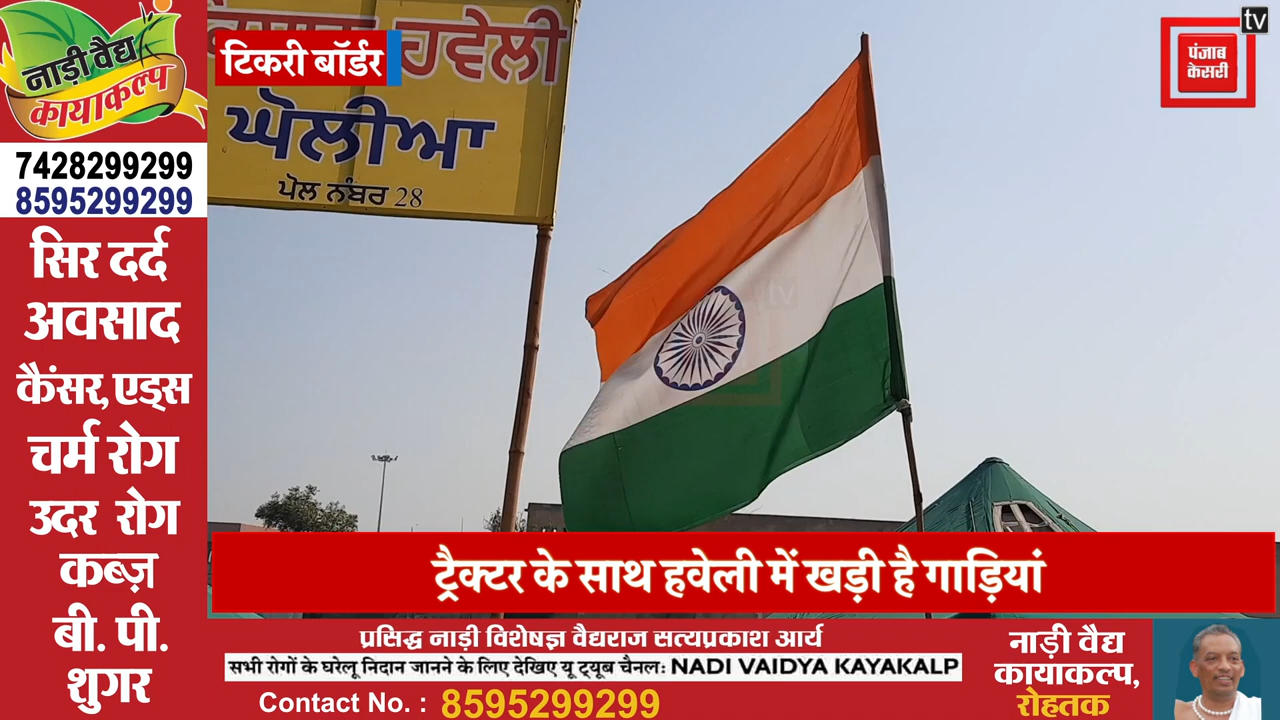 नाड़ी वैद्य
कायाकल्प
7428299299
8595299299
सिर दर्द
अवसाद
कैंसर, एड्स
चर्म रोग
उदर रोग
कब्ज़
बी. पी.
शुगर
टिकरी बॉर्डर
ਹਵੇਲੀ
ਘੋਲੀਆ
ਪੋਲ ਨੰਬਰ 28
tv
पंजाब
केसरी
ट्रैक्टर के साथ हवेली में खड़ी है गाड़ियां
प्रसिद्ध नाड़ी विशेषज्ञ वैद्यराज सत्यप्रकाश आर्य
सभी रोगों के घरेलू निदान जानने के लिए देखिए यू ट्यूब चैनलः NADI VAIDYA KAYAKALP
Contact No. : 8595299299
नाड़ी वैद्य
कायाकल्प,
रोहतक